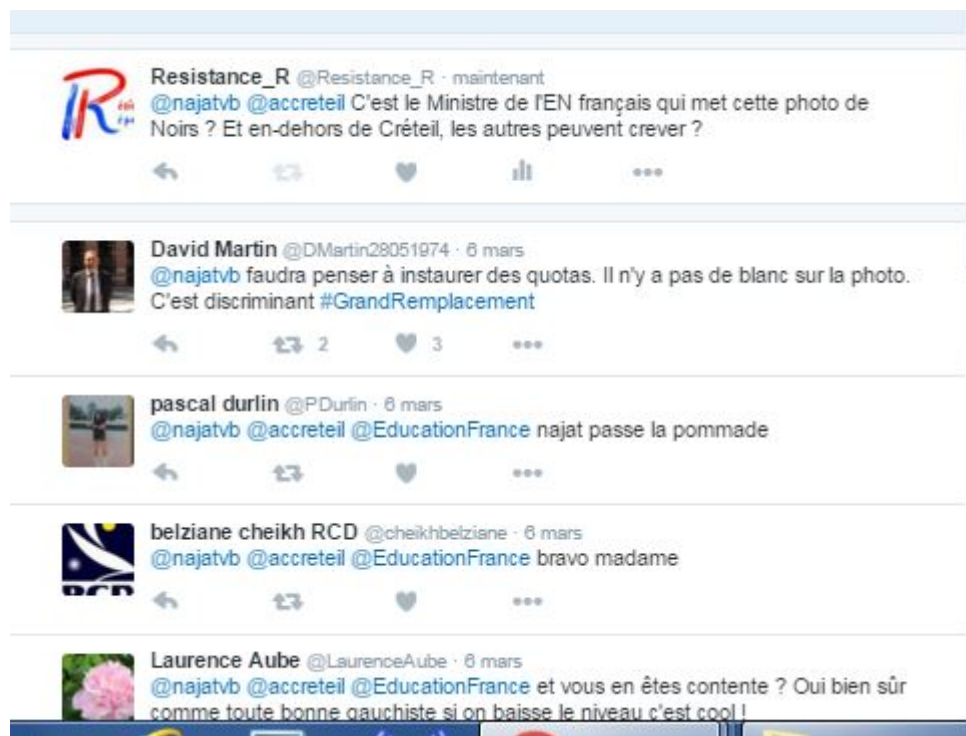 Resistance_R @Resistance_R · maintenant
@najatvb @accreteil C'est le Ministre de l'EN français qui met cette photo de
Noirs ? Et en-dehors de Créteil, les autres peuvent crever ?
David Martin @DMartin28051974 · 6 mars
@najatvb faudra penser à instaurer des quotas. Il n'y a pas de blanc sur la photo.
C'est discriminant #GrandRemplacement
2 3
pascal durlin @PDurlin · 6 mars
@najatvb @accreteil @EducationFrance najat passe la pommade
belziane cheikh RCD @cheikhbelziane · 6 mars
@najatvb @accreteil @EducationFrance bravo madame
RCD
Laurence Aube @LaurenceAube · 6 mars
@najatvb @accreteil @EducationFrance et vous en êtes contente ? Oui bien sûr
comme toute bonne gauchiste si on baisse le niveau c'est cool !